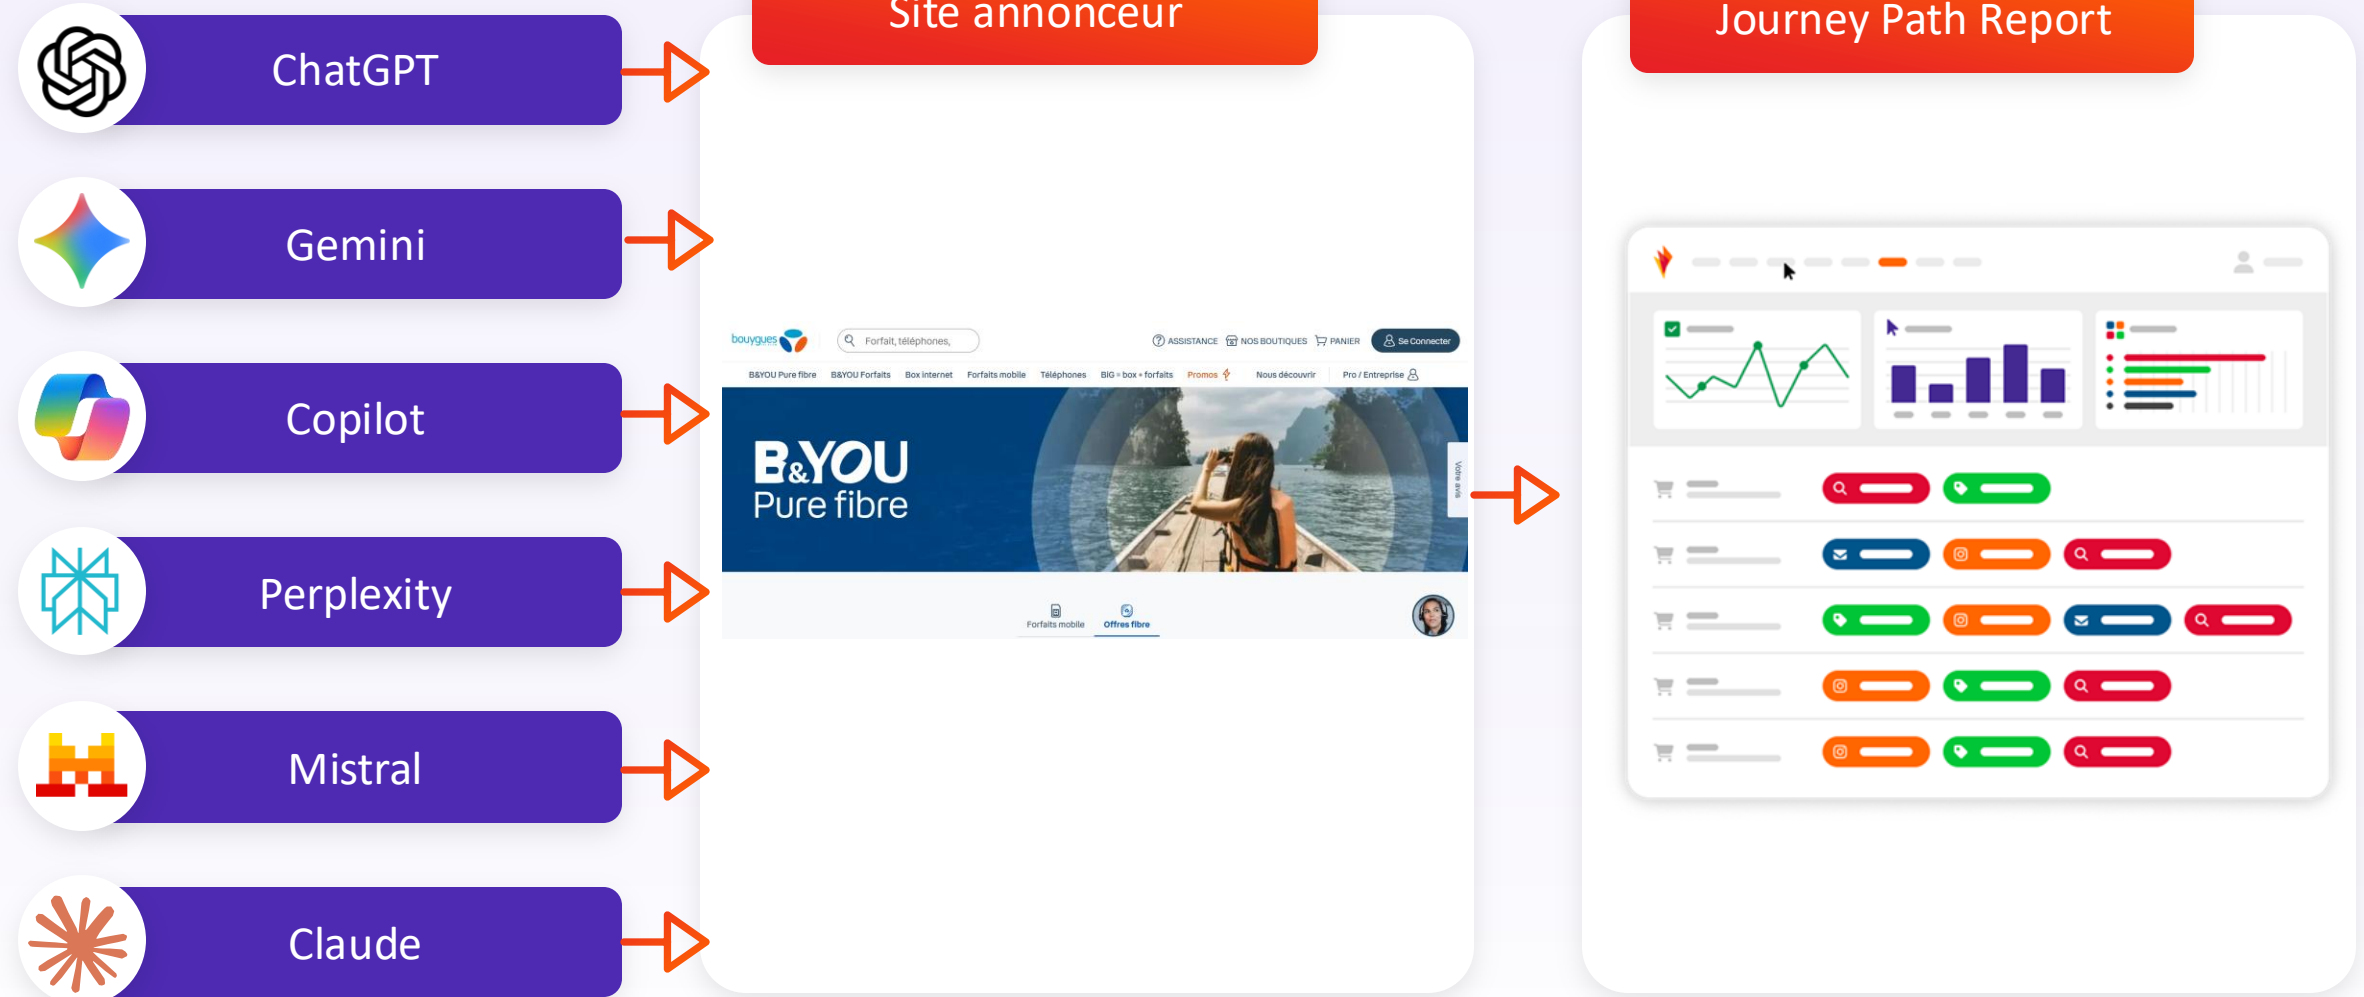 ChatGPT
Gemini
Copilot
Perplexity
Mistral
Claude
Site annonceur
bouygues
Forfait, téléphones,
ASSISTANCE NOS BOUTIQUES PANIER Se Connecter
B&YOU Pure fibre B&YOU Forfaits Box internet Forfaits mobile Téléphones BiG = box + forfaits Promos Nous découvrir Pro / Entreprise
B&YOU
Pure fibre
Votre avis
Forfaits mobile Offres fibre
Journey Path Report